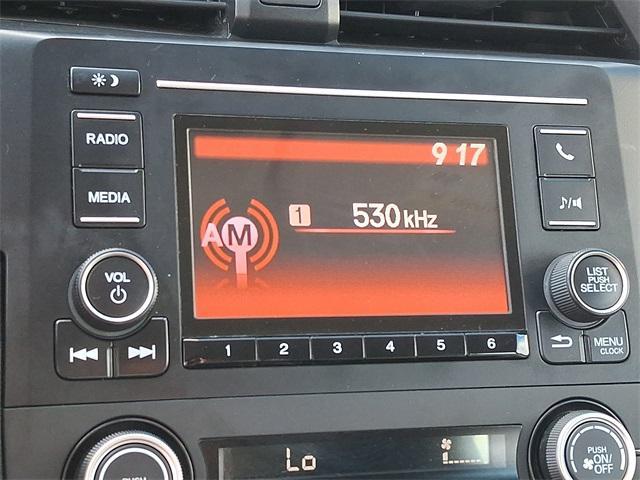 RADIO
MEDIA
VOL
9 17
AM
1 530 kHz
LIST
PUSH
SELECT
MENU
CLOCK
1 2 3 4 5 6
PUSH
Lo
PUSH
ON/
OFF